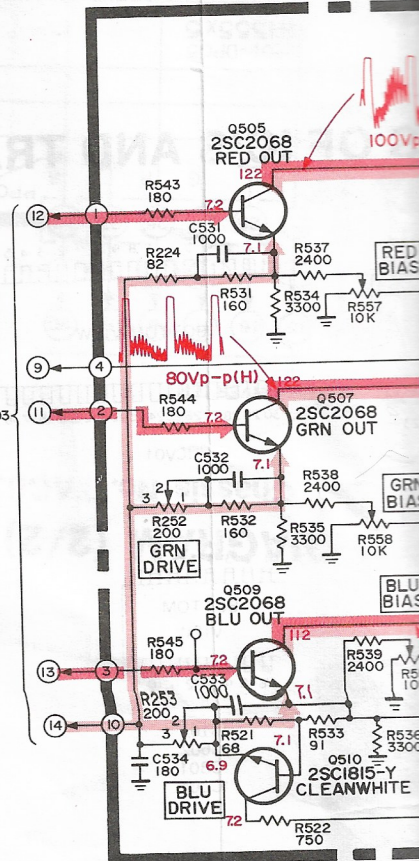 Q505
2SC2068
RED OUT
100Vp
122
R543
180
7.2
12
1
C531
1000
7.1
R224
82
R537
2400
RED
BIAS
R531
160
R534
3300
R557
10K
9
4
80Vp-p(H)
122
Q507
2SC2068
GRN OUT
R544
180
7.2
11
2
03
C532
1000
7.1
R538
2400
GRN
BIAS
3 2 1
R252
200
R532
160
R535
3300
R558
10K
GRN
DRIVE
Q509
2SC2068
BLU OUT
BLU
BIAS
112
R545
180
7.2
R539
2400
13
3
C533
1000
7.1
R253
200
14
10
2
3
R521
68
7.1
R533
91
R536
3300
C534
180
6.9
Q510
2SC1815-Y
CLEANWHITE
BLU
DRIVE
7.2
R522
750